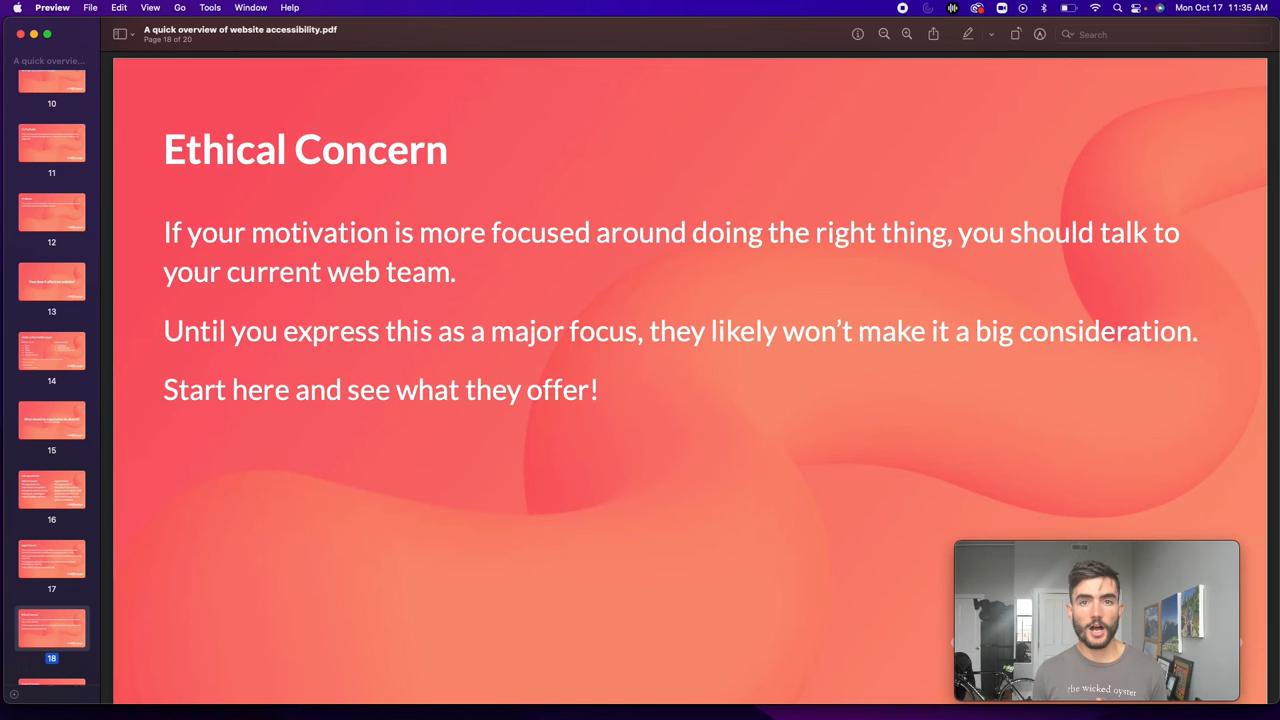 Preview File Edit View Go Tools Window Help Mon Oct 17 11:35 AM
A quick overview of website accessibility.pdf
Page 18 of 20
Search
A quick overvie...
10
11
12
13
14
15
16
17
18
Ethical Concern
If your motivation is more focused around doing the right thing, you should talk to
your current web team.
Until you express this as a major focus, they likely won’t make it a big consideration.
Start here and see what they offer!
the wicked oyster